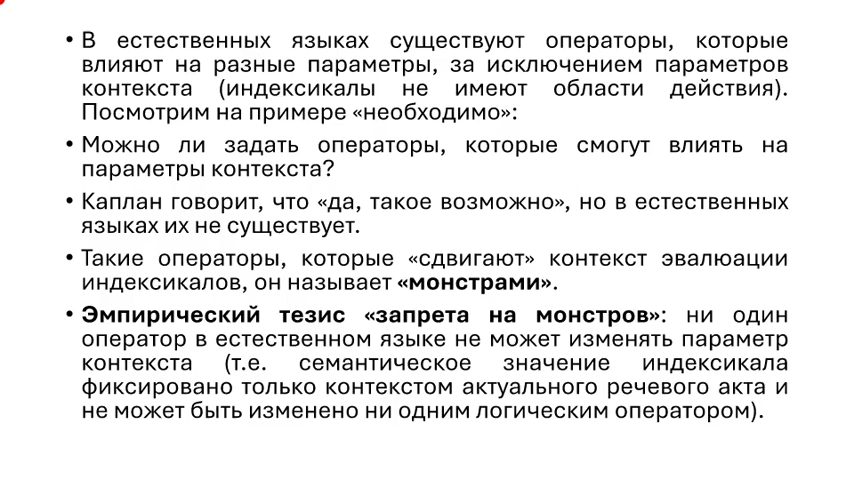 • В естественных языках существуют операторы, которые
влияют на разные параметры, за исключением параметров
контекста (индексикалы не имеют области действия).
Посмотрим на примере «необходимо»:
• Можно ли задать операторы, которые смогут влиять на
параметры контекста?
• Каплан говорит, что «да, такое возможно», но в естественных
языках их не существует.
• Такие операторы, которые «сдвигают» контекст эвалюации
индексикалов, он называет «монстрами».
• Эмпирический тезис «запрета на монстров»: ни один
оператор в естественном языке не может изменять параметр
контекста (т.е. семантическое значение индексикала
фиксировано только контекстом актуального речевого акта и
не может быть изменено ни одним логическим оператором).